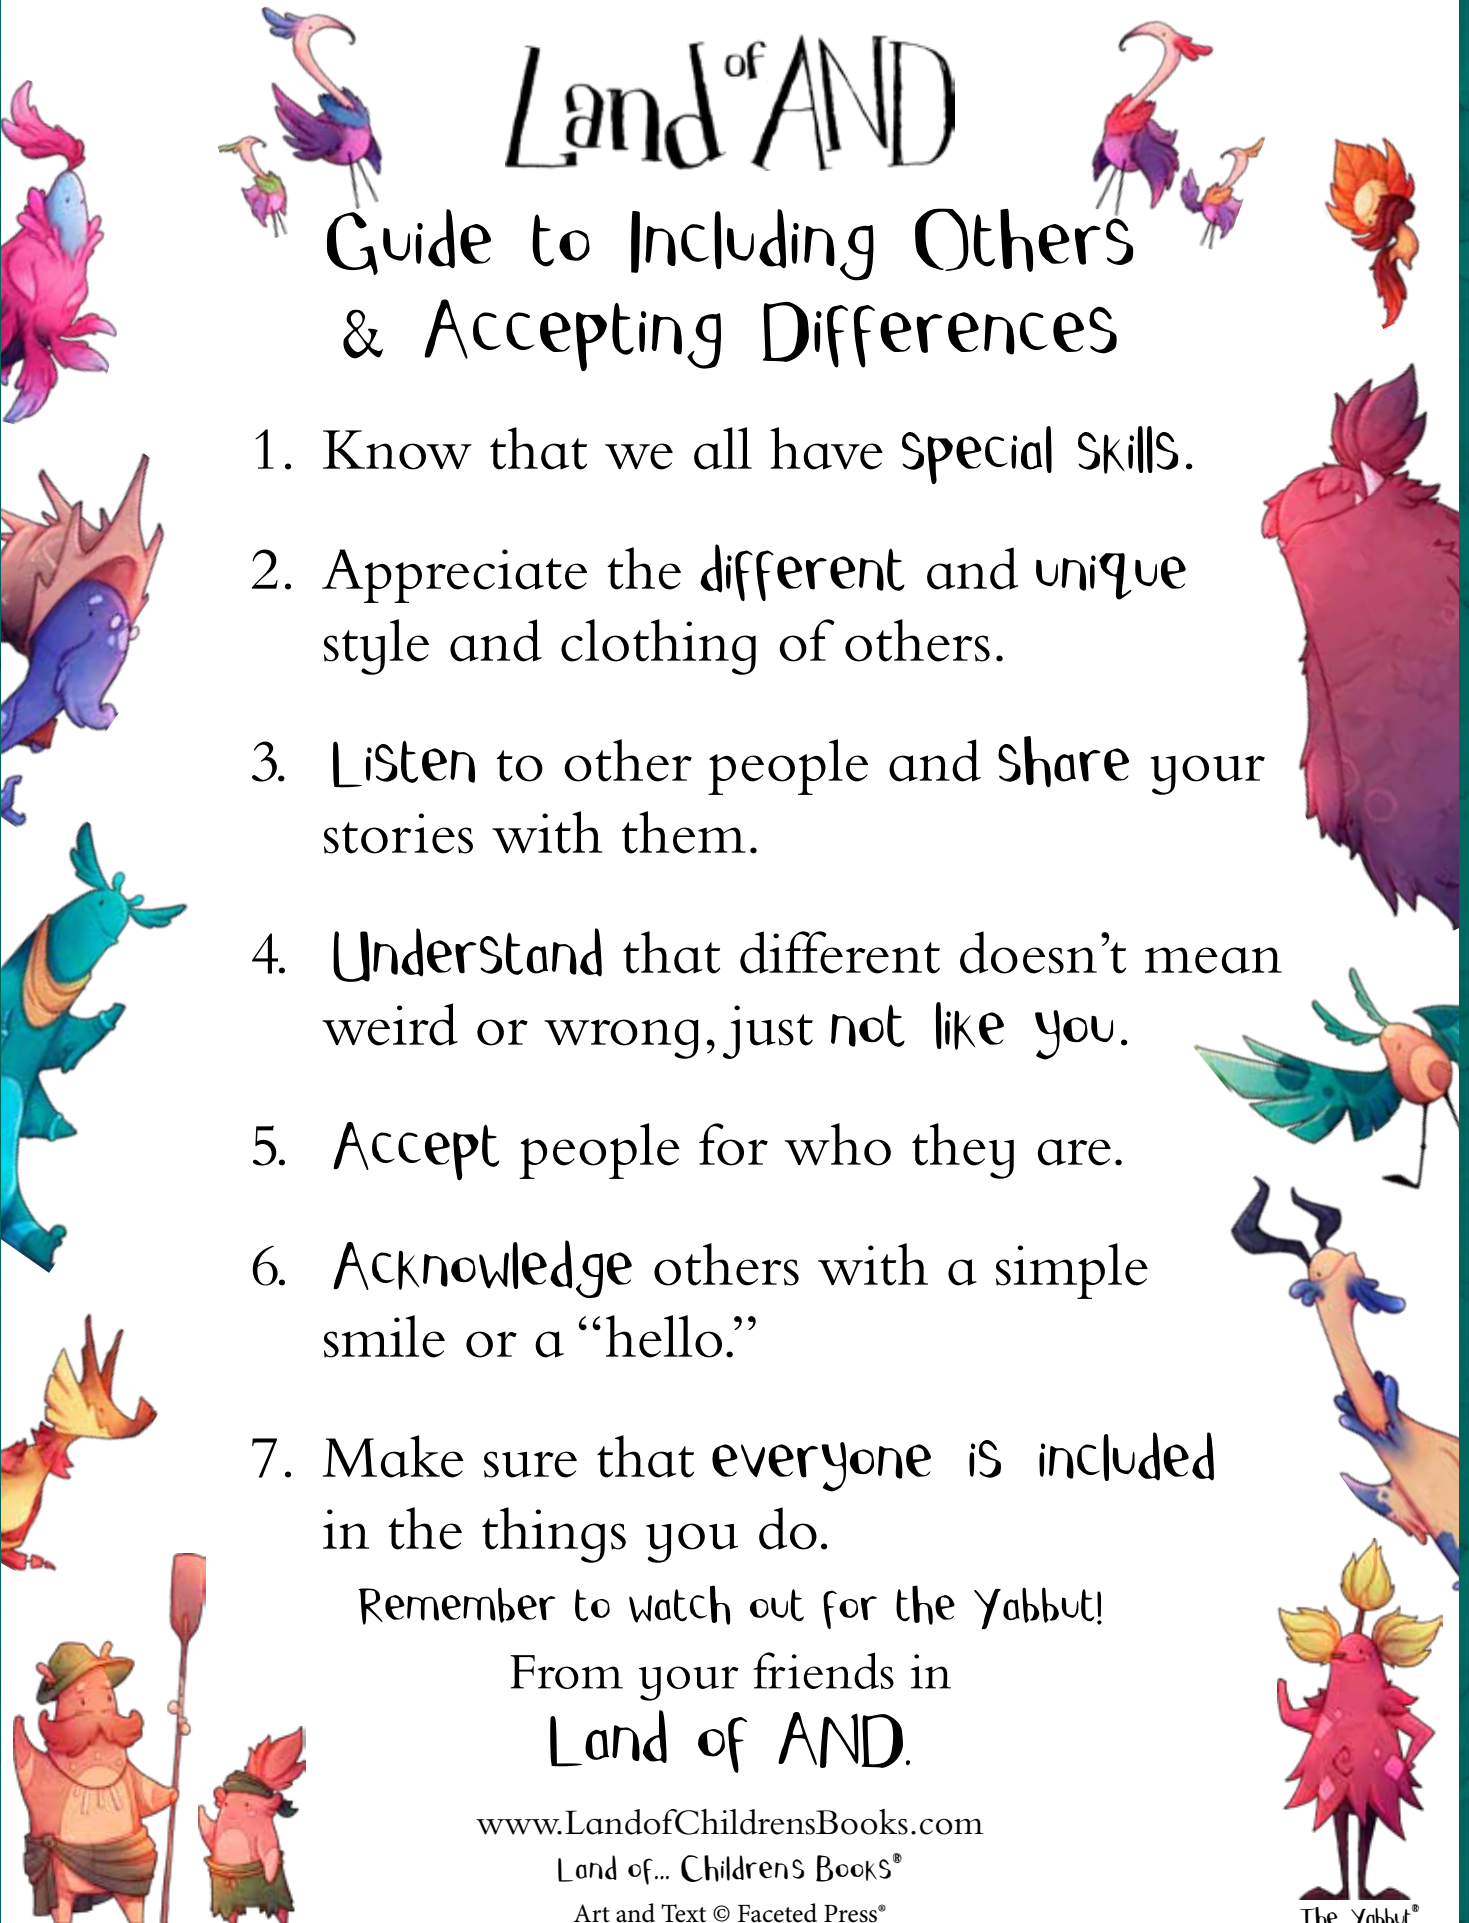 Land of AND
Guide to Including Others
& Accepting Differences
1. Know that we all have special skills.
2. Appreciate the different and unique
style and clothing of others.
3. Listen to other people and share your
stories with them.
4. Understand that different doesn’t mean
weird or wrong, just not like you.
5. Accept people for who they are.
6. Acknowledge others with a simple
smile or a “hello.”
7. Make sure that everyone is included
in the things you do.
Remember to watch out for the Yabbut!
From your friends in
Land of AND.
www.LandofChildrensBooks.com
Land of... Childrens Books®
Art and Text © Faceted Press®
The Yabbut®